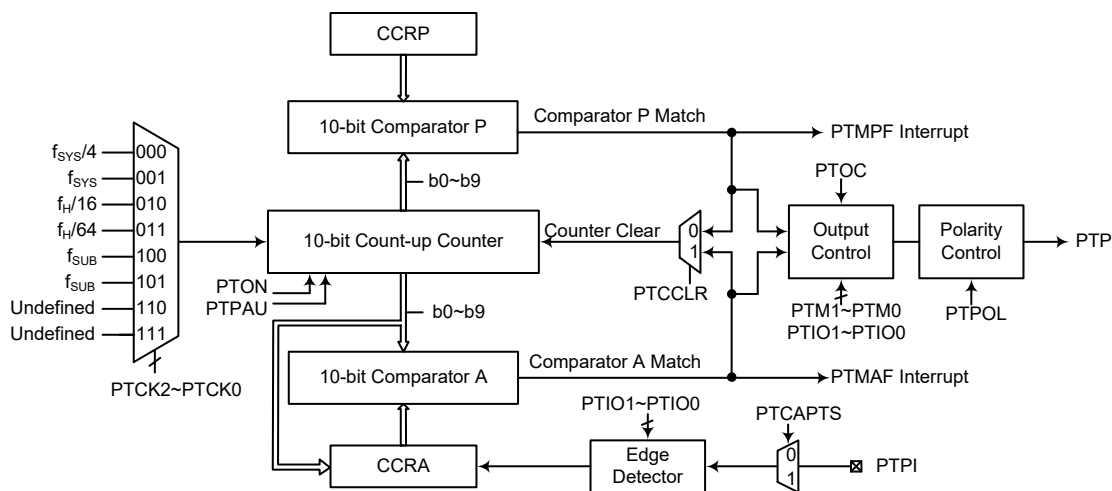 CCRP
10-bit Comparator P
Comparator P Match
PTMPF Interrupt
b0~b9
fSYS/4 000
fSYS 001
fH/16 010
fH/64 011
fSUB 100
fSUB 101
Undefined 110
Undefined 111
PTCK2~PTCK0
10-bit Count-up Counter
PTON
PTPAU
Counter Clear
0
1
PTCCLR
PTOC
Output
Control
PTM1~PTM0
PTIO1~PTIO0
Polarity
Control
PTPOL
PTP
b0~b9
10-bit Comparator A
Comparator A Match
PTMAF Interrupt
CCRA
PTIO1~PTIO0
Edge
Detector
PTCAPTS
0
1
PTPI